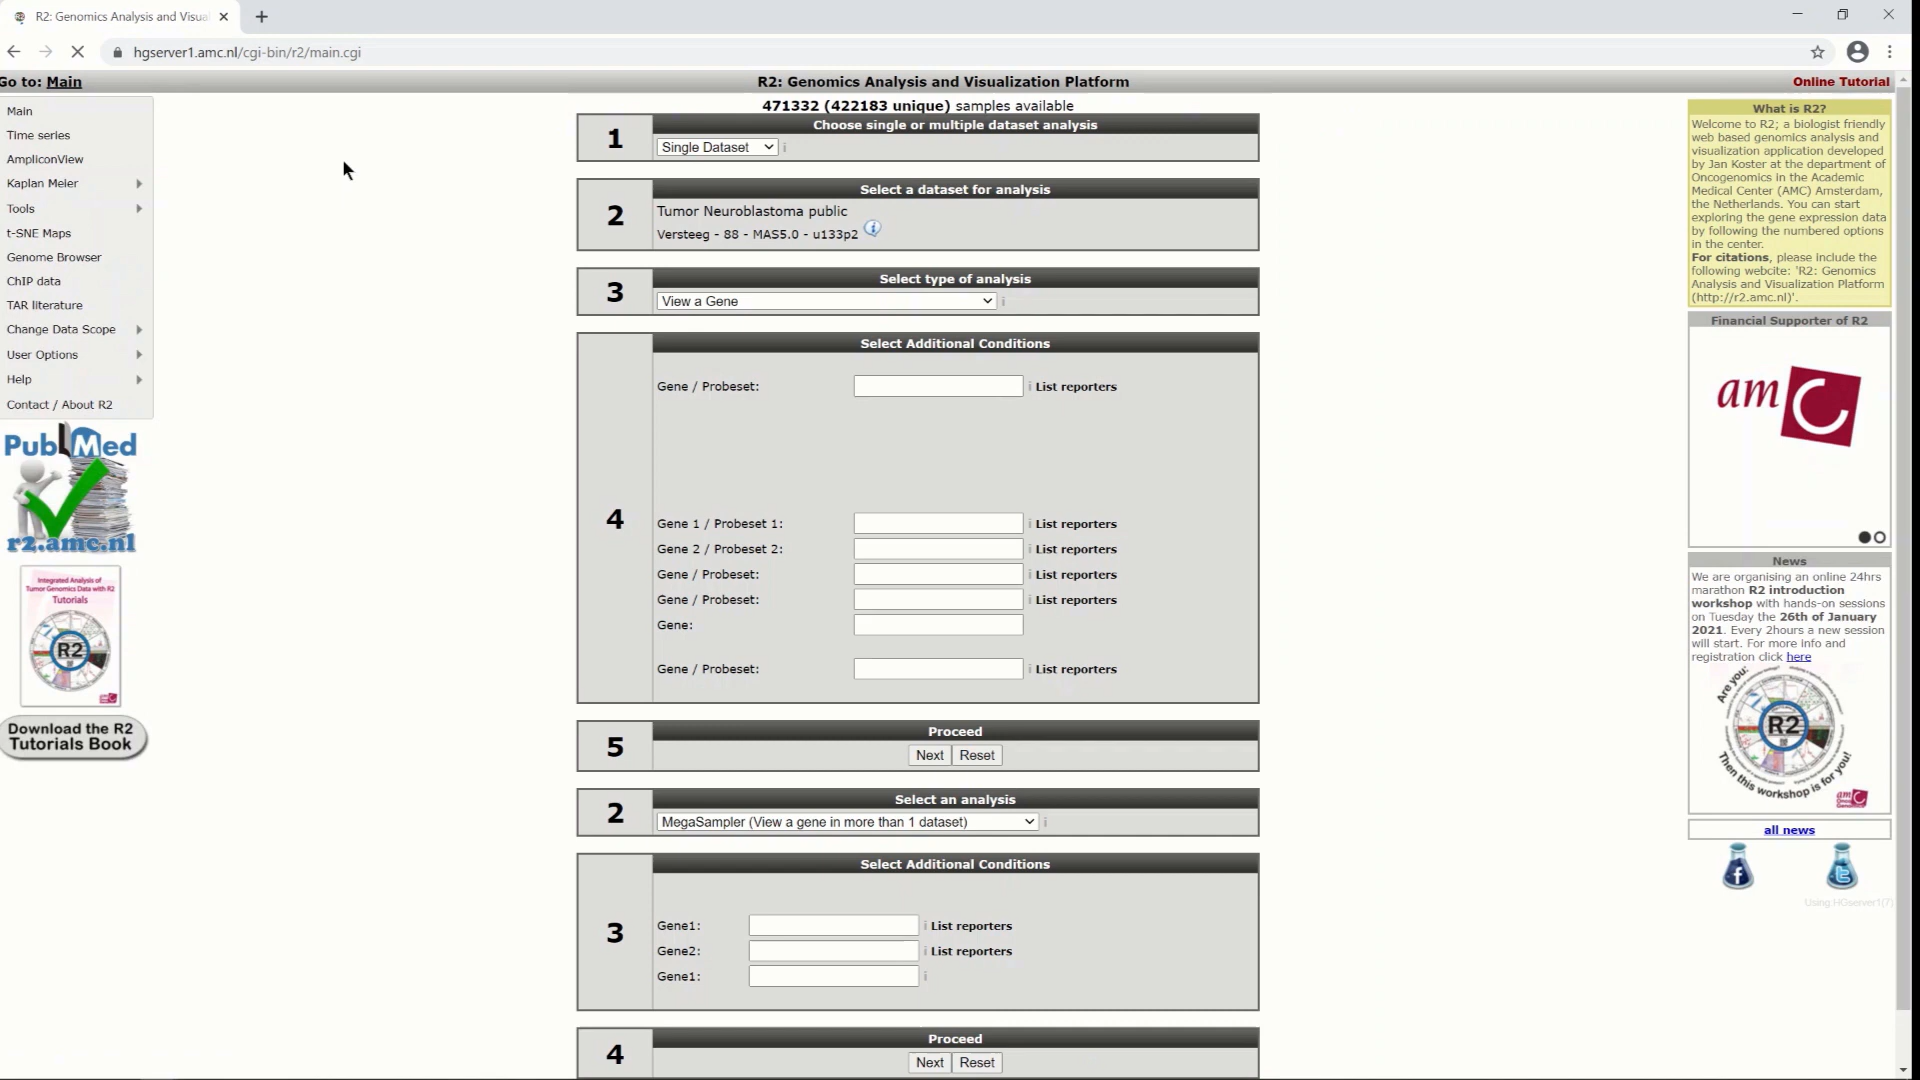 R2: Genomics Analysis and Visu
hgserver1.amc.nl/cgi-bin/r2/main.cgi
Go to: Main
R2: Genomics Analysis and Visualization Platform
Online Tutorial
471332 (422183 unique) samples available
Main
Time series
AmpliconView
Kaplan Meier
Tools
t-SNE Maps
Genome Browser
ChIP data
TAR literature
Change Data Scope
User Options
Help
Contact / About R2
PubMed
r2.amc.nl
Integrated Analysis of
Tumor Genomics Data with R2
Tutorials
R2
Download the R2
Tutorials Book
1
Choose single or multiple dataset analysis
Single Dataset
i
2
Select a dataset for analysis
Tumor Neuroblastoma public
Versteeg - 88 - MAS5.0 - u133p2
i
3
Select type of analysis
View a Gene
i
4
Select Additional Conditions
Gene / Probeset:
i List reporters
Gene 1 / Probeset 1:
i List reporters
Gene 2 / Probeset 2:
i List reporters
Gene / Probeset:
i List reporters
Gene / Probeset:
i List reporters
Gene:
Gene / Probeset:
i List reporters
5
Proceed
Next
Reset
2
Select an analysis
MegaSampler (View a gene in more than 1 dataset)
i
3
Select Additional Conditions
Gene1:
i List reporters
Gene2:
i List reporters
Gene1:
i
4
Proceed
Next
Reset
What is R2?
Welcome to R2; a biologist friendly
web based genomics analysis and
visualization application developed
by Jan Koster at the department of
Oncogenomics in the Academic
Medical Center (AMC) Amsterdam,
the Netherlands. You can start
exploring the gene expression data
by following the numbered options
in the center.
For citations, please include the
following website: 'R2: Genomics
Analysis and Visualization Platform
(http://r2.amc.nl)'.
Financial Supporter of R2
amc
News
We are organising an online 24hrs
marathon R2 introduction
workshop with hands-on sessions
on Tuesday the 26th of January
2021. Every 2hours a new session
will start. For more info and
registration click here
Are you:
R2
Then this workshop is for you!
amc
all news
f
t
Using HGserver1(7)